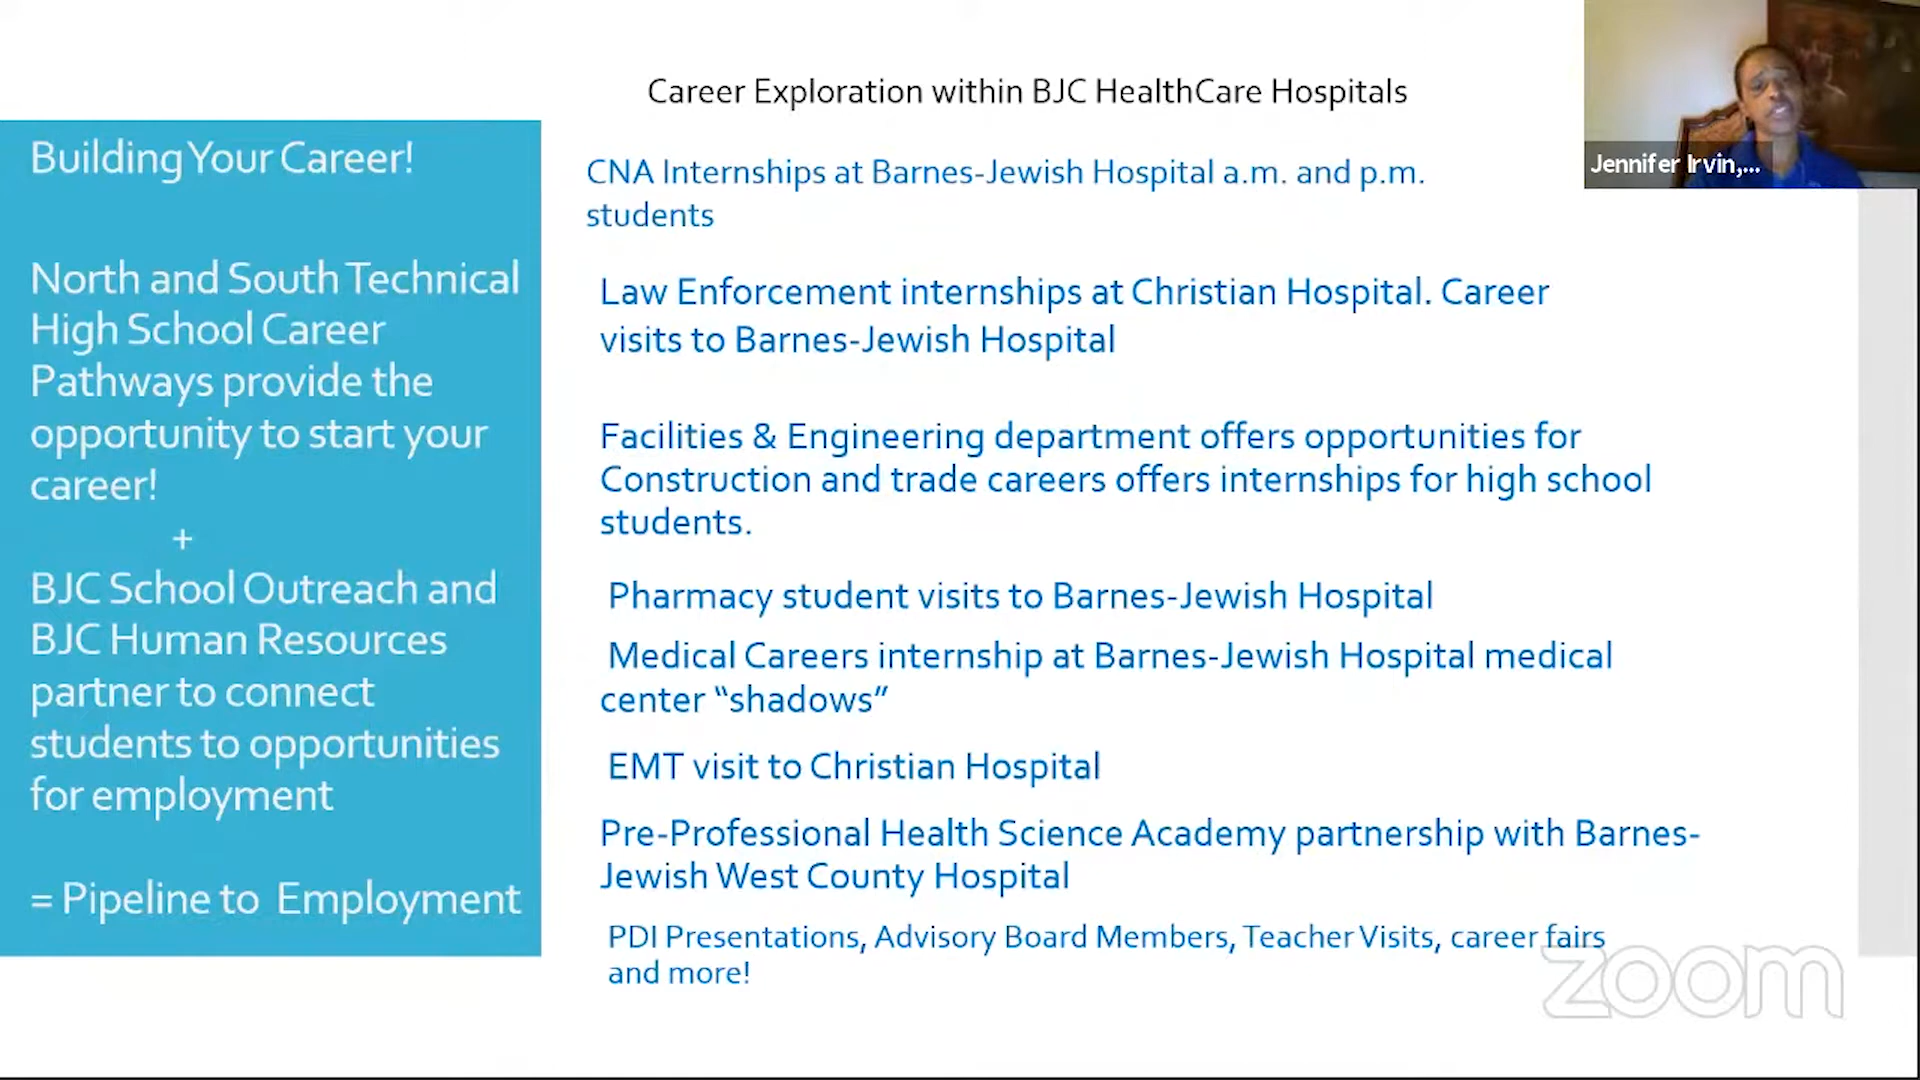 Career Exploration within BJC HealthCare Hospitals
Jennifer Irvin,...
Building Your Career!
North and South Technical
High School Career
Pathways provide the
opportunity to start your
career!
+
BJC School Outreach and
BJC Human Resources
partner to connect
students to opportunities
for employment
= Pipeline to Employment
CNA Internships at Barnes-Jewish Hospital a.m. and p.m.
students
Law Enforcement internships at Christian Hospital. Career
visits to Barnes-Jewish Hospital
Facilities & Engineering department offers opportunities for
Construction and trade careers offers internships for high school
students.
Pharmacy student visits to Barnes-Jewish Hospital
Medical Careers internship at Barnes-Jewish Hospital medical
center “shadows”
EMT visit to Christian Hospital
Pre-Professional Health Science Academy partnership with Barnes-
Jewish West County Hospital
PDI Presentations, Advisory Board Members, Teacher Visits, career fairs
and more!
zoom